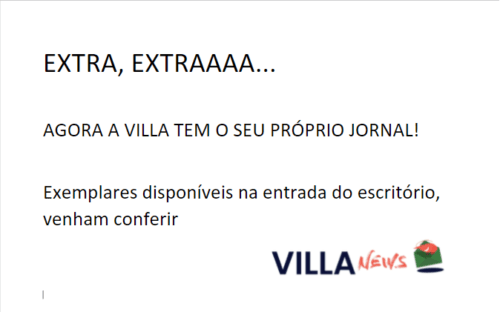 EXTRA, EXTRAAAA...
AGORA A VILLA TEM O SEU PRÓPRIO JORNAL!
Exemplares disponíveis na entrada do escritório,
venham conferir
VILLA NEWS